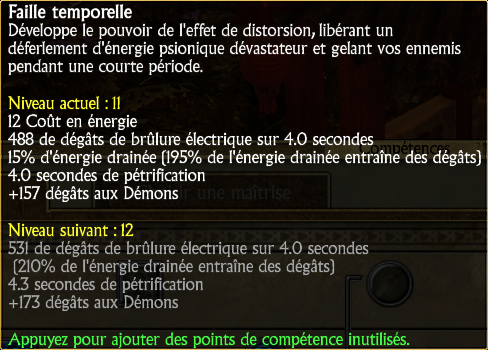 Faille temporelle
Développe le pouvoir de l'effet de distorsion, libérant un
déferlement d'énergie psionique dévastateur et gelant vos ennemis
pendant une courte période.
Niveau actuel : 11
12 Coût en énergie
488 de dégâts de brûlure électrique sur 4.0 secondes
15% d'énergie drainée (195% de l'énergie drainée entraîne des dégâts)
4.0 secondes de pétrification
+157 dégâts aux Démons
Niveau suivant : 12
531 de dégâts de brûlure électrique sur 4.0 secondes
(210% de l'énergie drainée entraîne des dégâts)
4.3 secondes de pétrification
+173 dégâts aux Démons
Appuyez pour ajouter des points de compétence inutilisés.
Compétences
ur une maîtrise